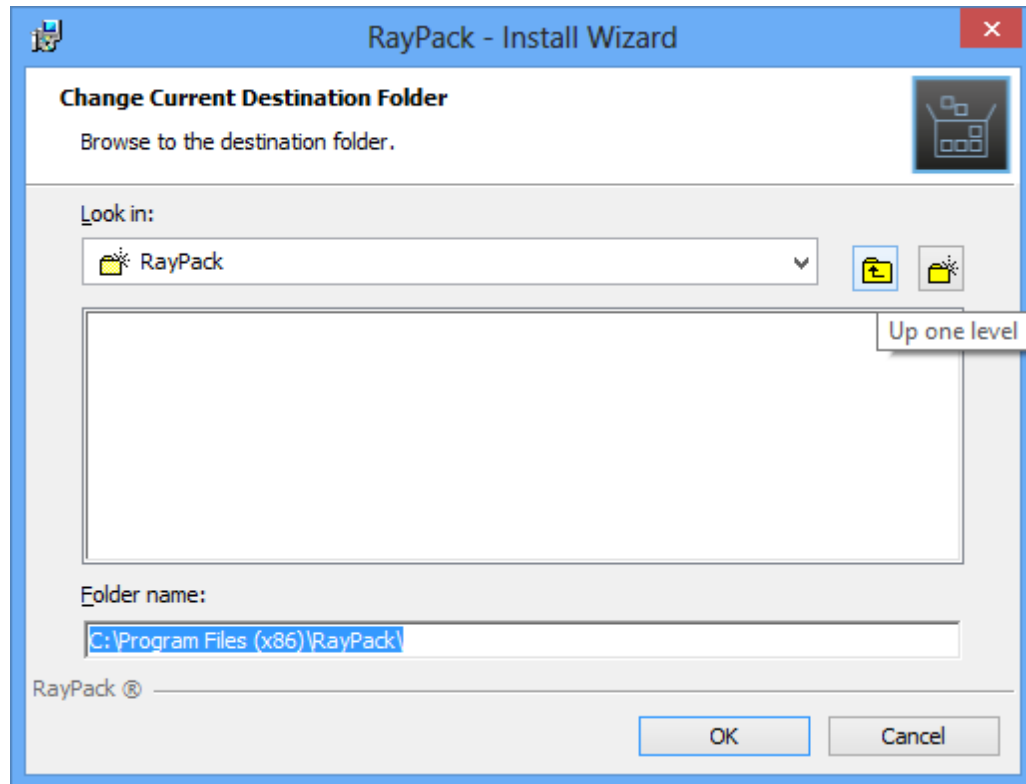 RayPack - Install Wizard
Change Current Destination Folder
Browse to the destination folder.
Look in:
RayPack
Up one level
Folder name:
C:\Program Files (x86)\RayPack\
RayPack ®
OK Cancel